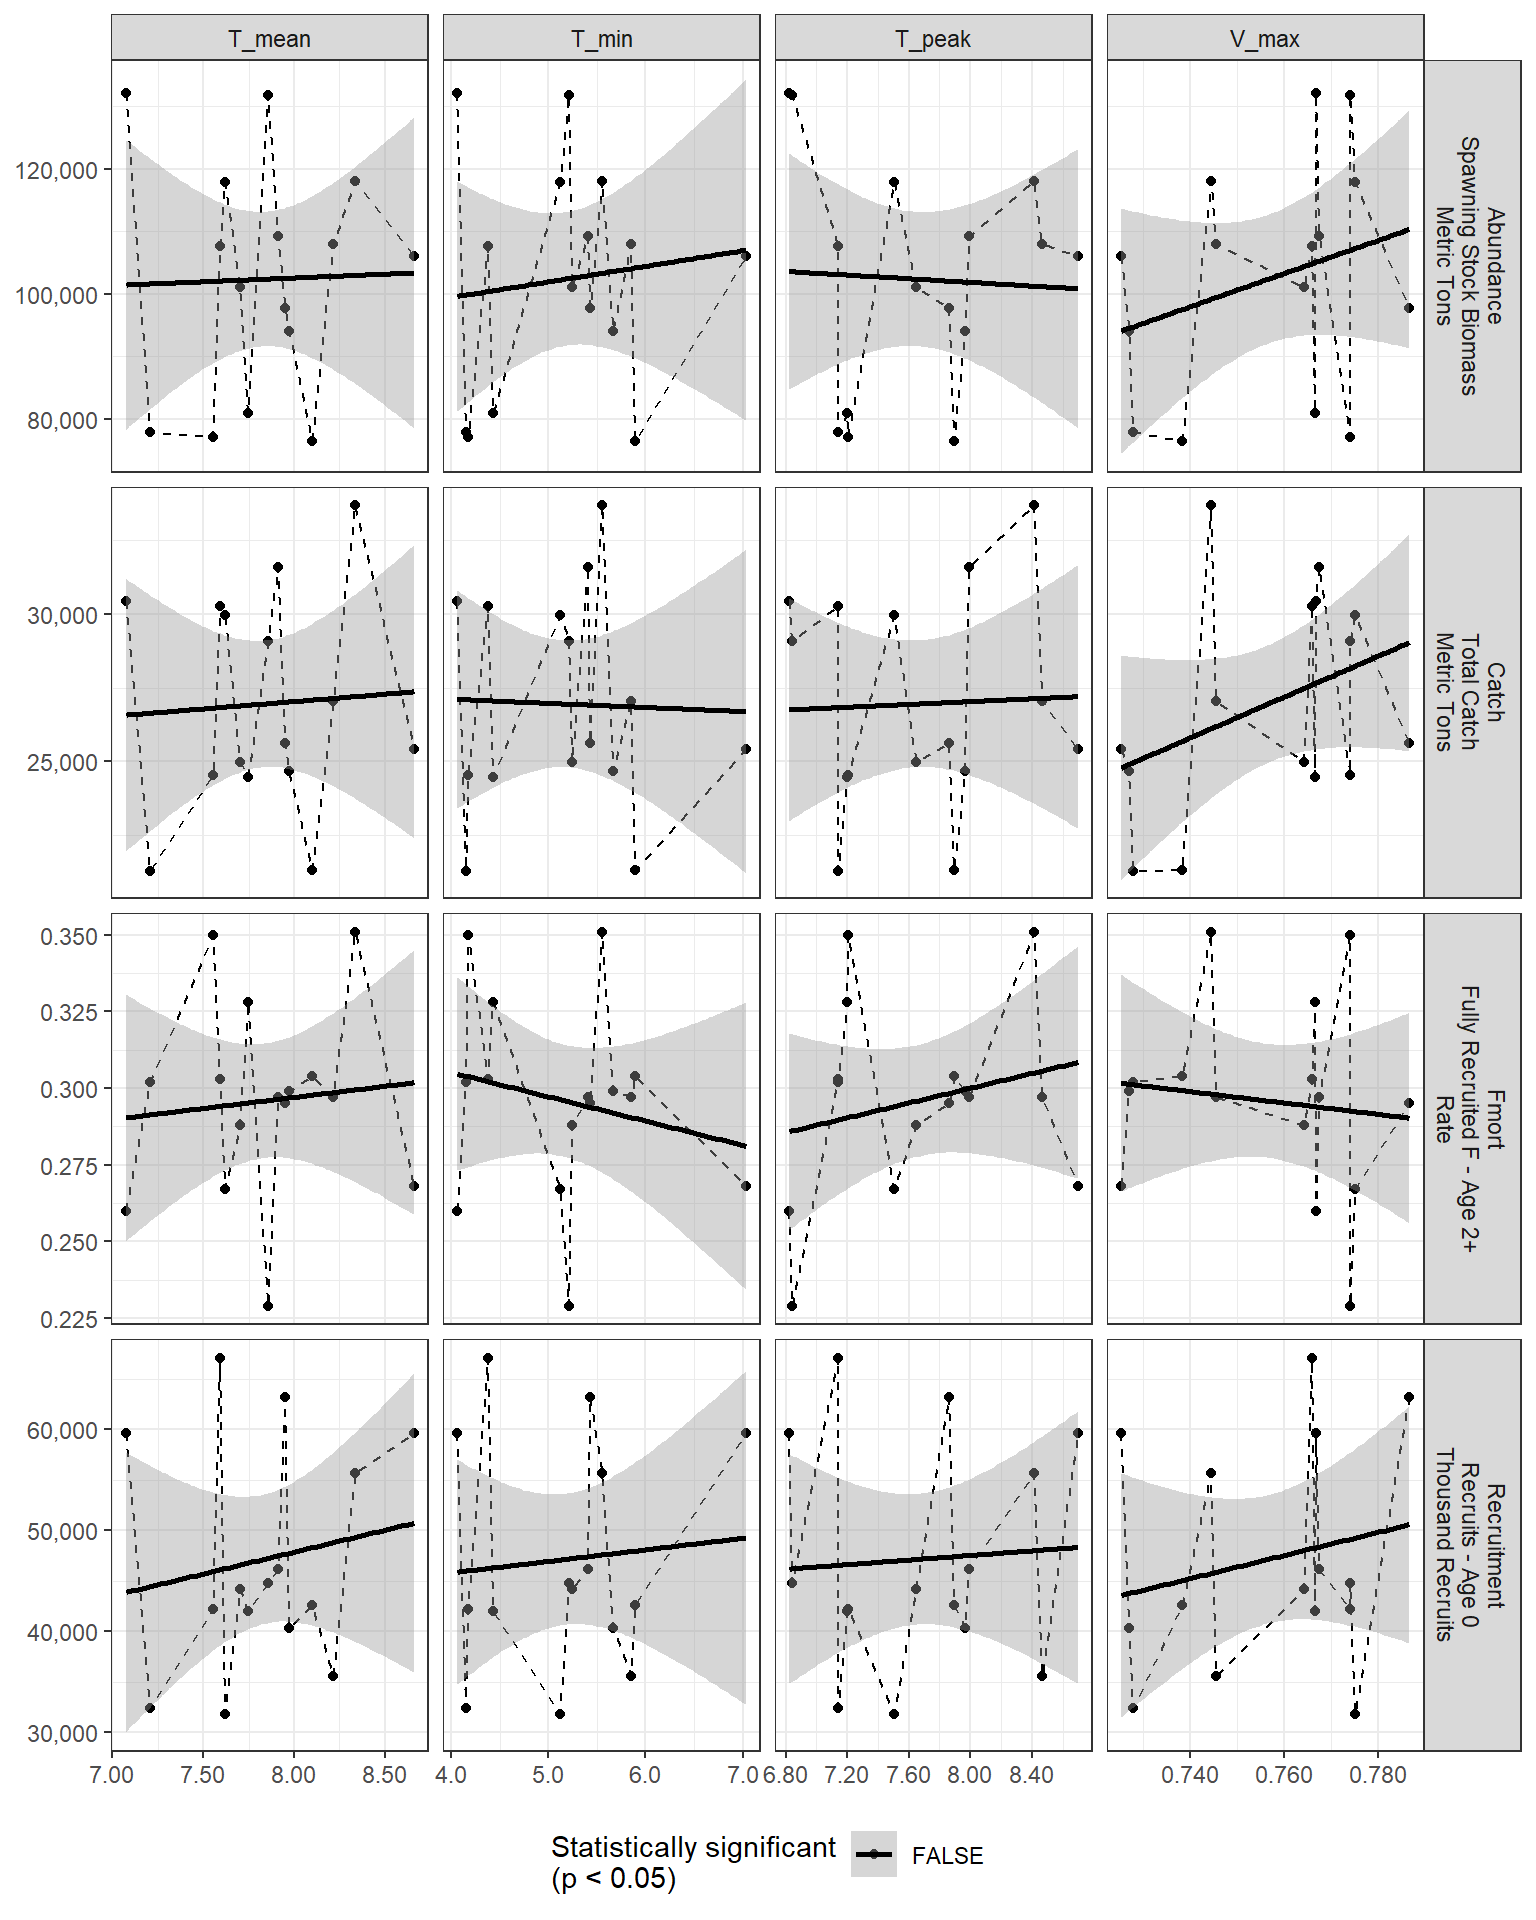 T_mean
T_min
T_peak
V_max
120,000
100,000
80,000
Abundance
Spawning Stock Biomass
Metric Tons
30,000
25,000
Catch
Total Catch
Metric Tons
0.350
0.325
0.300
0.275
0.250
0.225
Fmort
Fully Recruited F - Age 2+
Rate
60,000
50,000
40,000
30,000
Recruitment
Recruits - Age 0
Thousand Recruits
7.00 7.50 8.00 8.50
4.0 5.0 6.0 7.0
6.80 7.20 7.60 8.00 8.40
0.740 0.760 0.780
Statistically significant
(p < 0.05)
FALSE